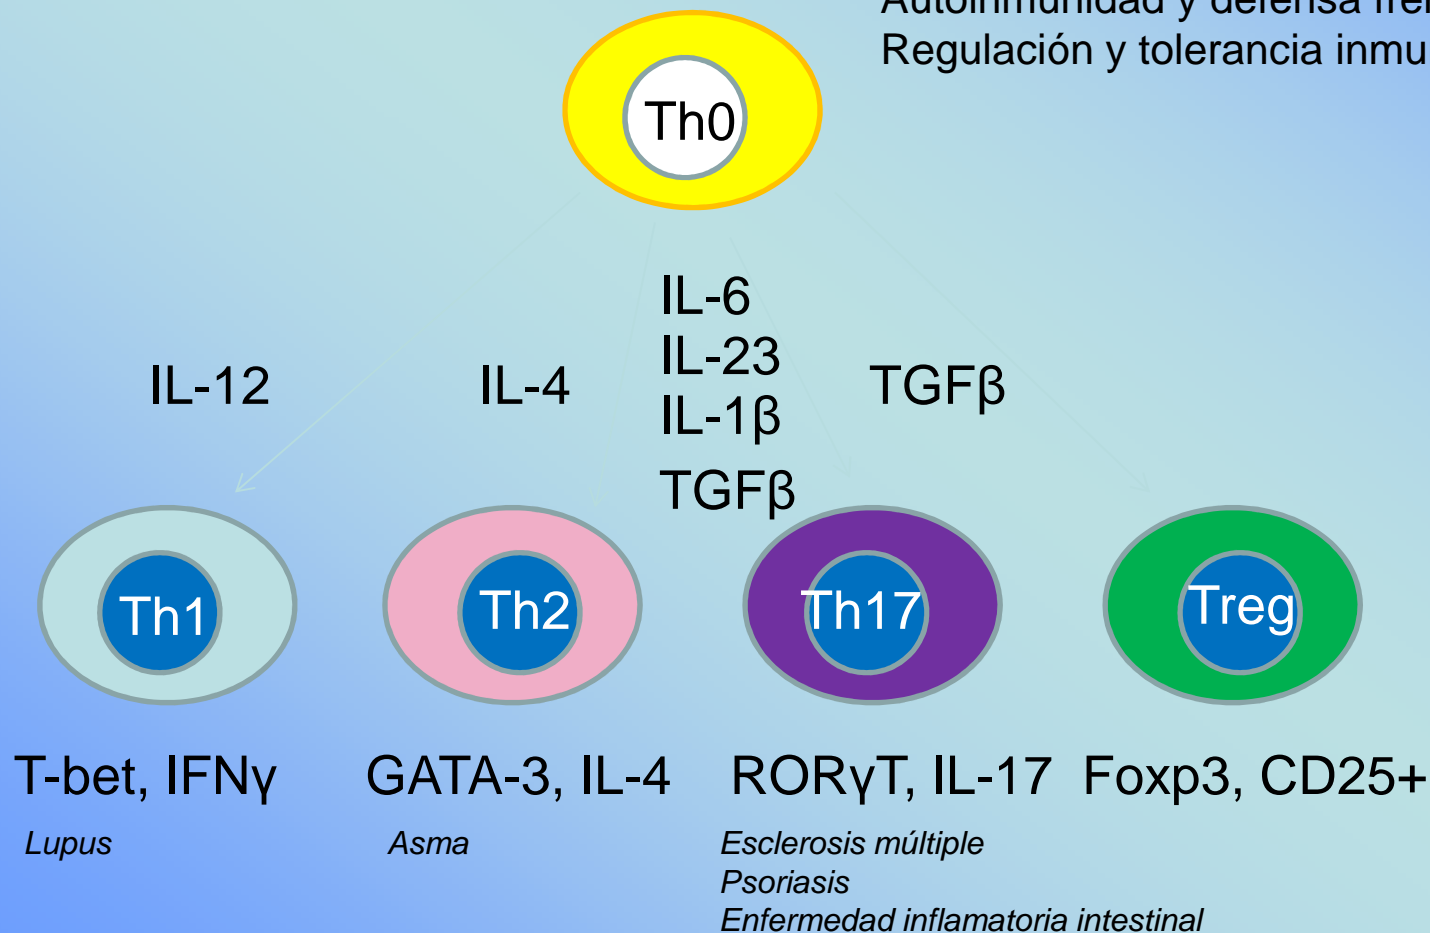 Autoinmunidad y defensa
Regulación y tolerancia
Th0
IL-6
IL-23
IL-1β
TGFβ
IL-12
IL-4
TGFβ
Th1
Th2
Th17
Treg
T-bet, IFNγ
GATA-3, IL-4
RORγT, IL-17
Foxp3, CD25+
Lupus
Asma
Esclerosis múltiple
Psoriasis
Enfermedad inflamatoria intestinal